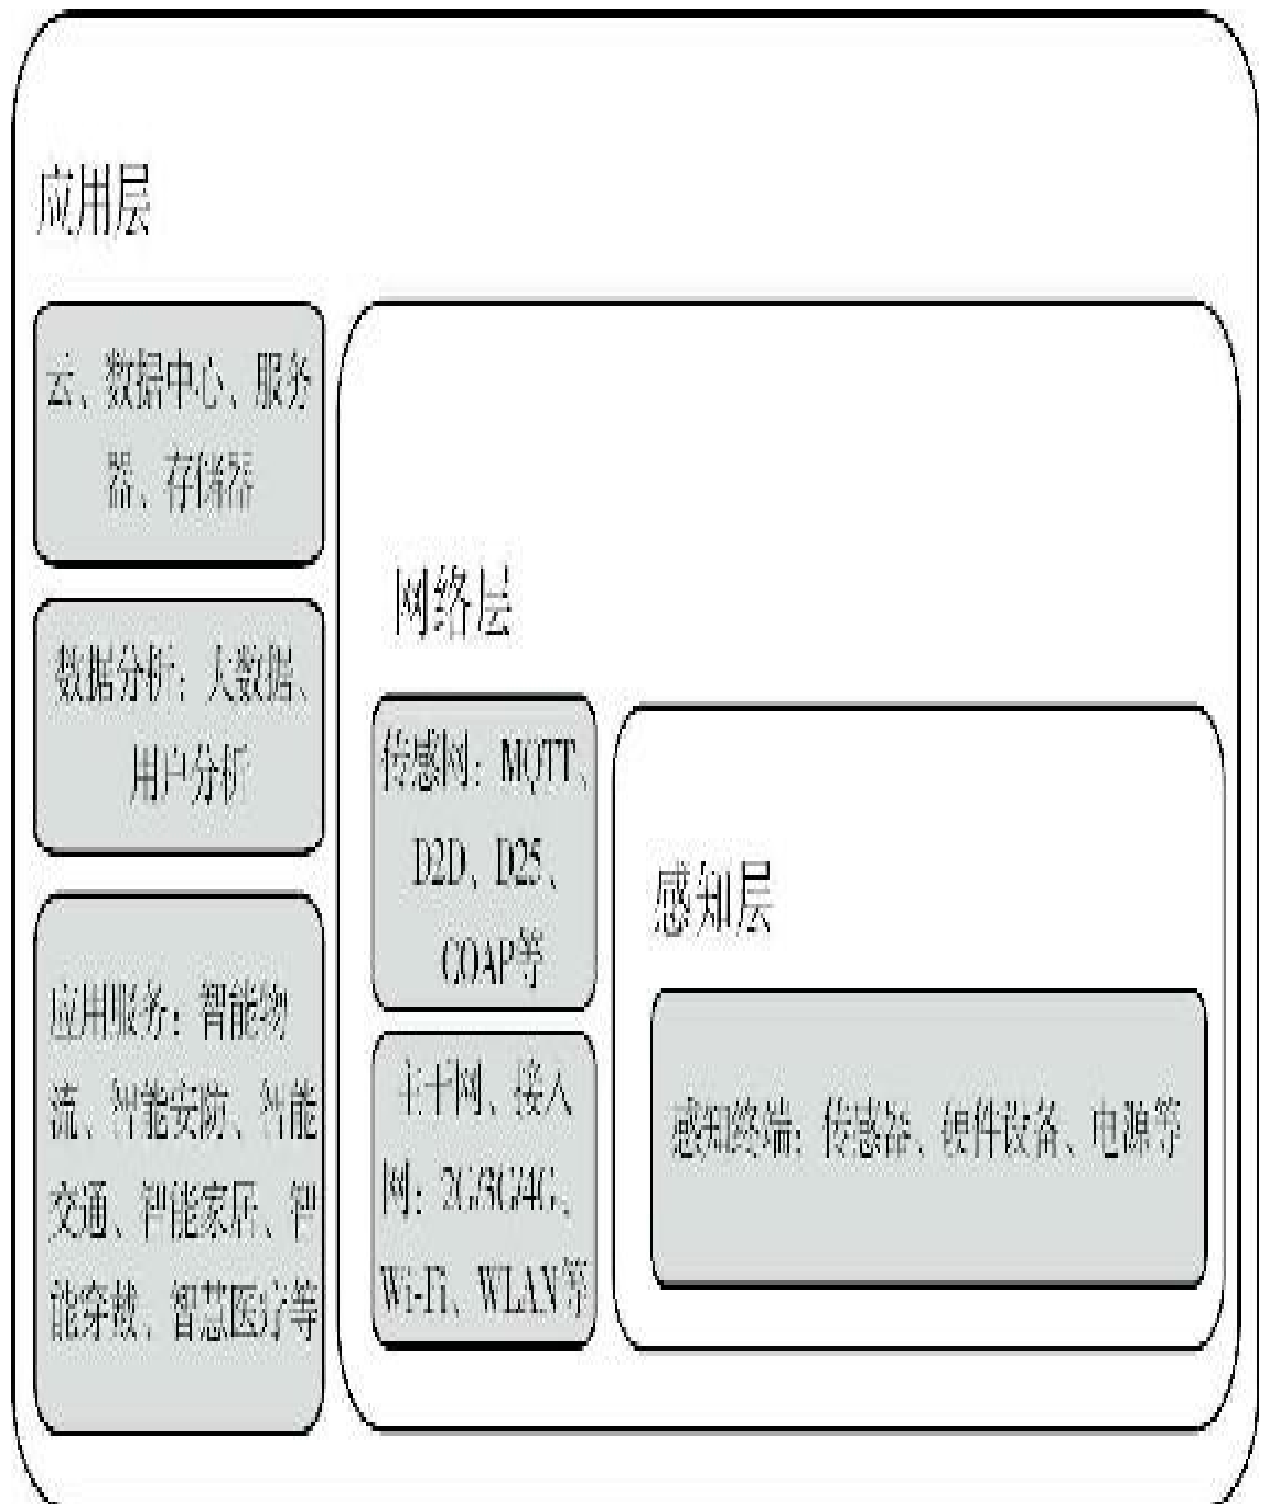 应用层
云、数据中心、服务
器、存储器
数据分析：大数据、
用户分析
应用服务：智能物
流、智能安防、智能
交通、智能家居、智
能穿戴、智慧医疗等
网络层
传感网：MQTT、
D2D、D25、
COAP等
主干网、接入
网：2G/3G/4G、
Wi-Fi、WLAN等
感知层
感知终端：传感器、硬件设备、电源等